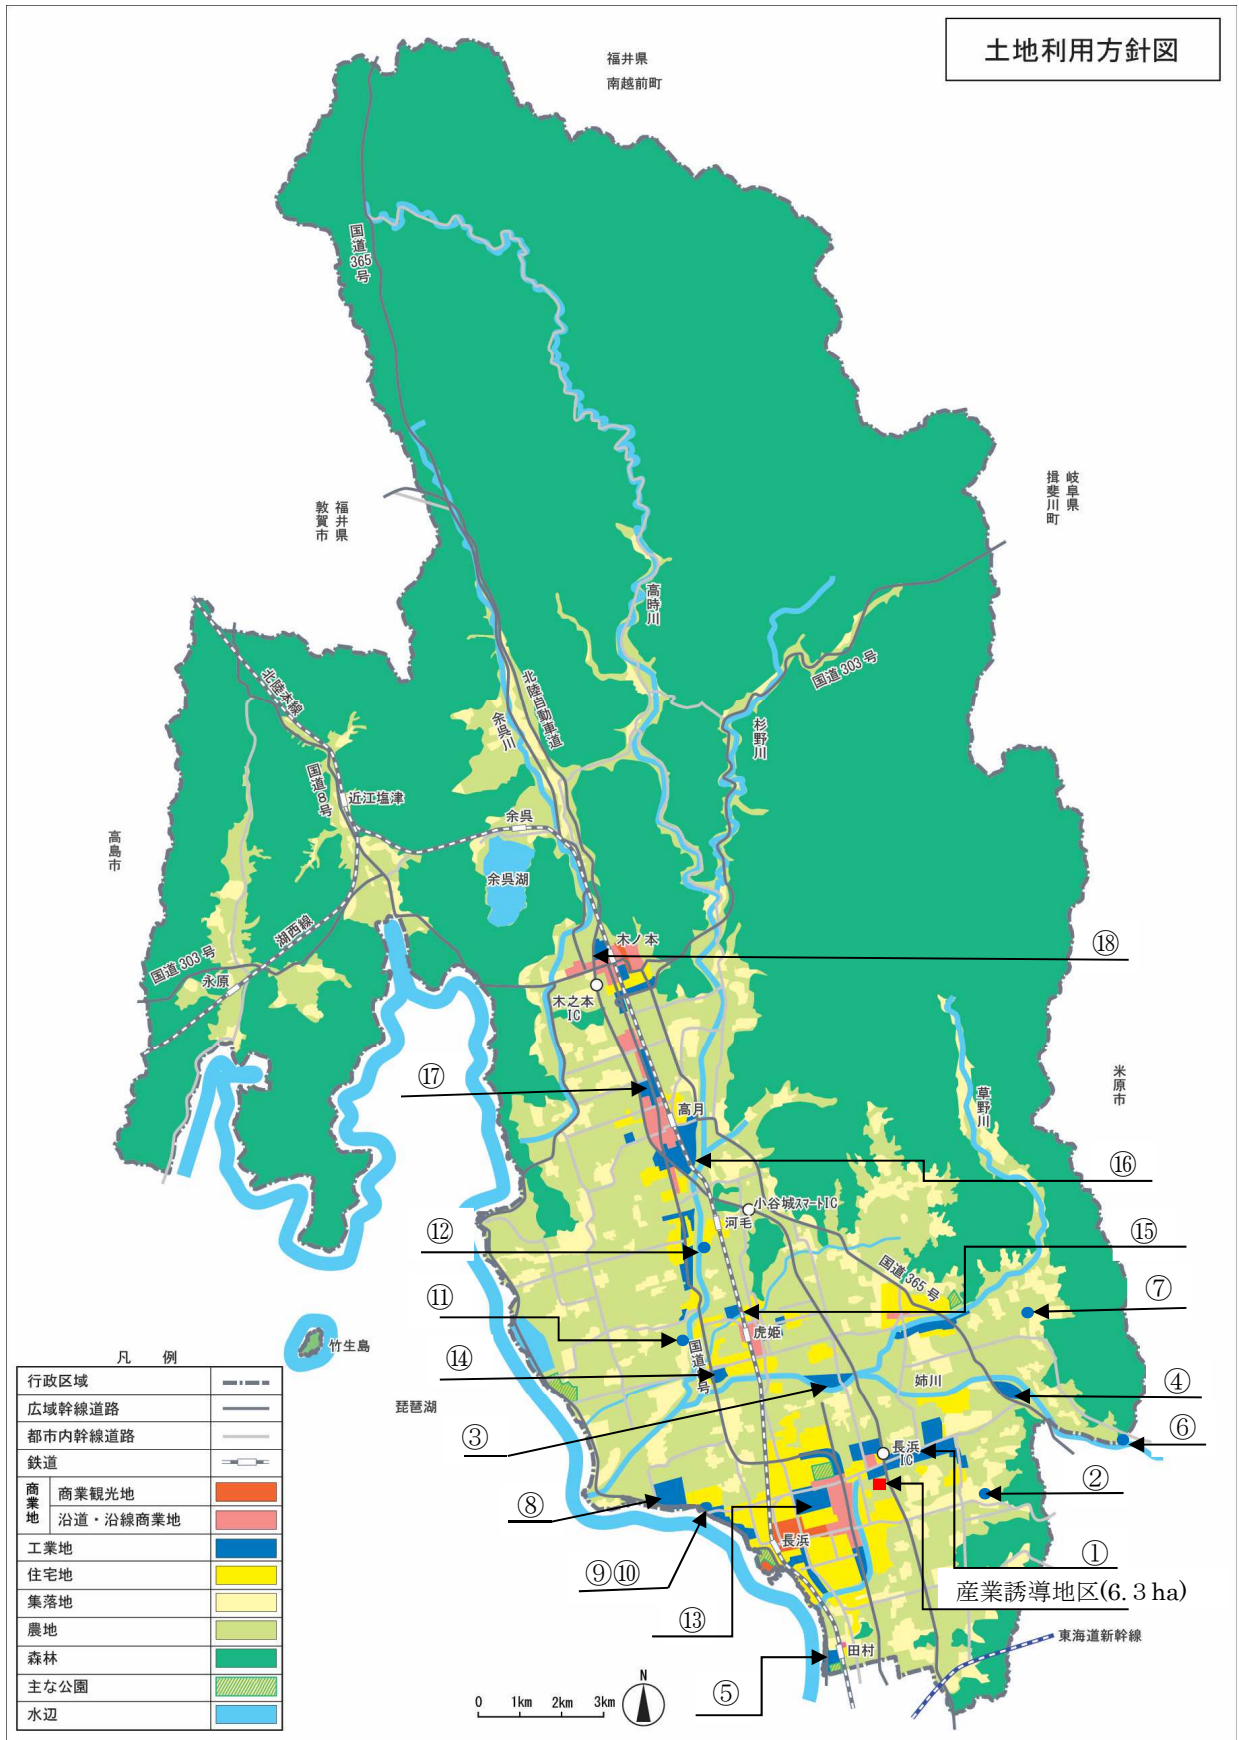 土地利用方針図
福井県
南越前町
国道365号
岐阜県
揖斐川町
福井県
敦賀市
高時川
国道303号
北陸本線
北陸自動車道
余呉川
杉野川
国道8号
近江塩津
余呉
高島市
余呉湖
湖西線
国道303号
永原
木ノ本
⑱
木之本
IC
米原市
⑰
草野川
高月
⑯
小谷城スマートIC
河毛
⑫
⑮
国道365号
⑦
⑪
虎姫
竹生島
国道8号
⑭
姉川
④
琵琶湖
③
⑥
長浜
IC
②
⑧
長浜
①
⑨⑩
産業誘導地区(6.3ha)
⑬
東海道新幹線
田村
⑤
凡 例
行政区域
広域幹線道路
都市内幹線道路
鉄道
商業地
商業観光地
沿道・沿線商業地
工業地
住宅地
集落地
農地
森林
主な公園
水辺
N
0 1km 2km 3km